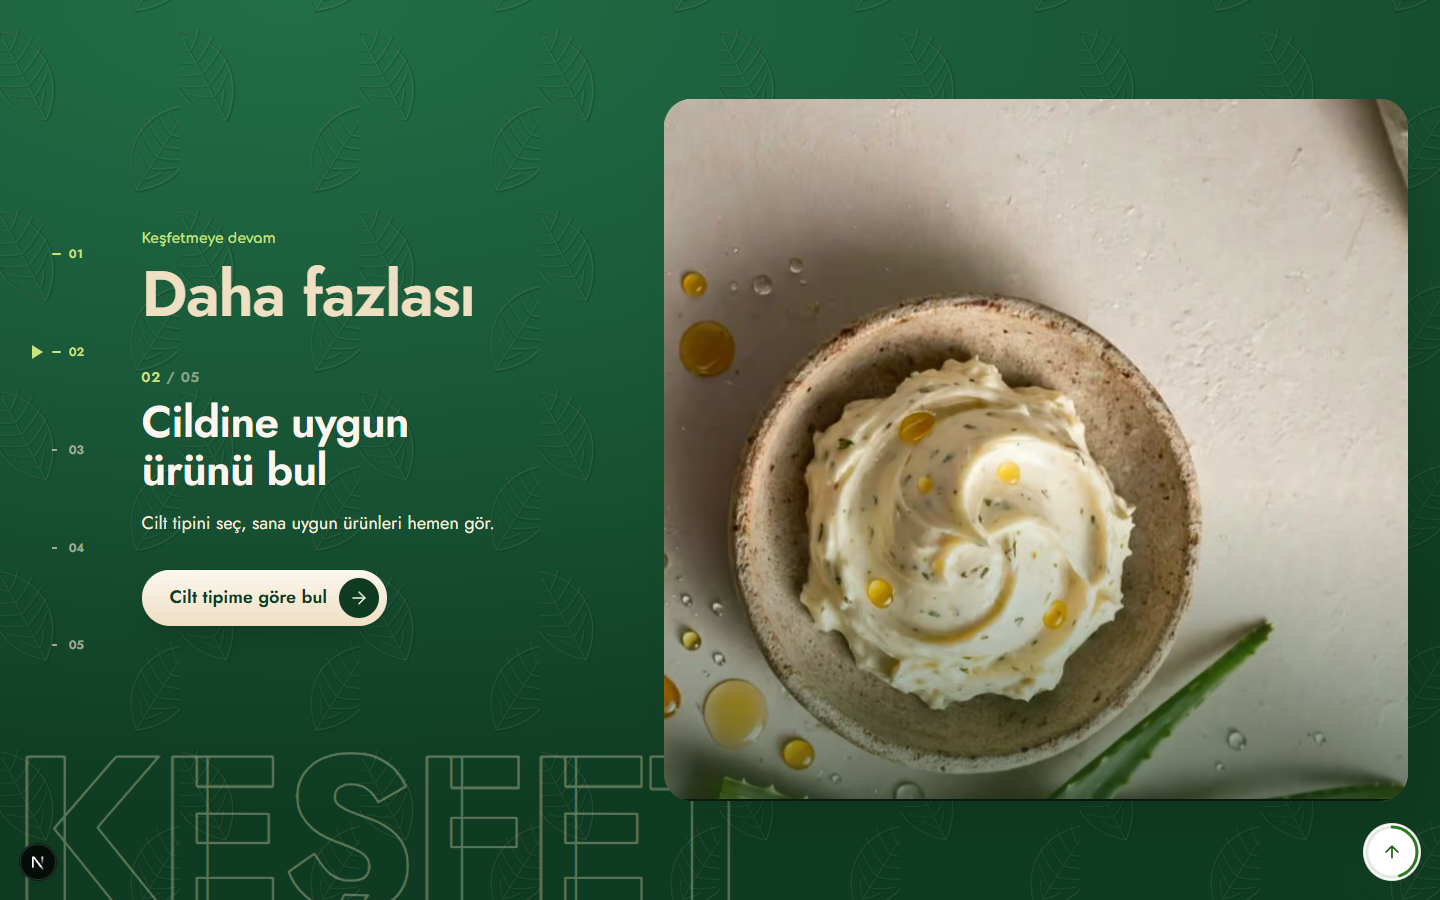 01
02
03
04
05
Keşfetmeye devam
Daha fazlası
02 / 05
Cildine uygun
ürünü bul
Cilt tipini seç, sana uygun ürünleri hemen gör.
Cilt tipime göre bul
KEŞFET
N